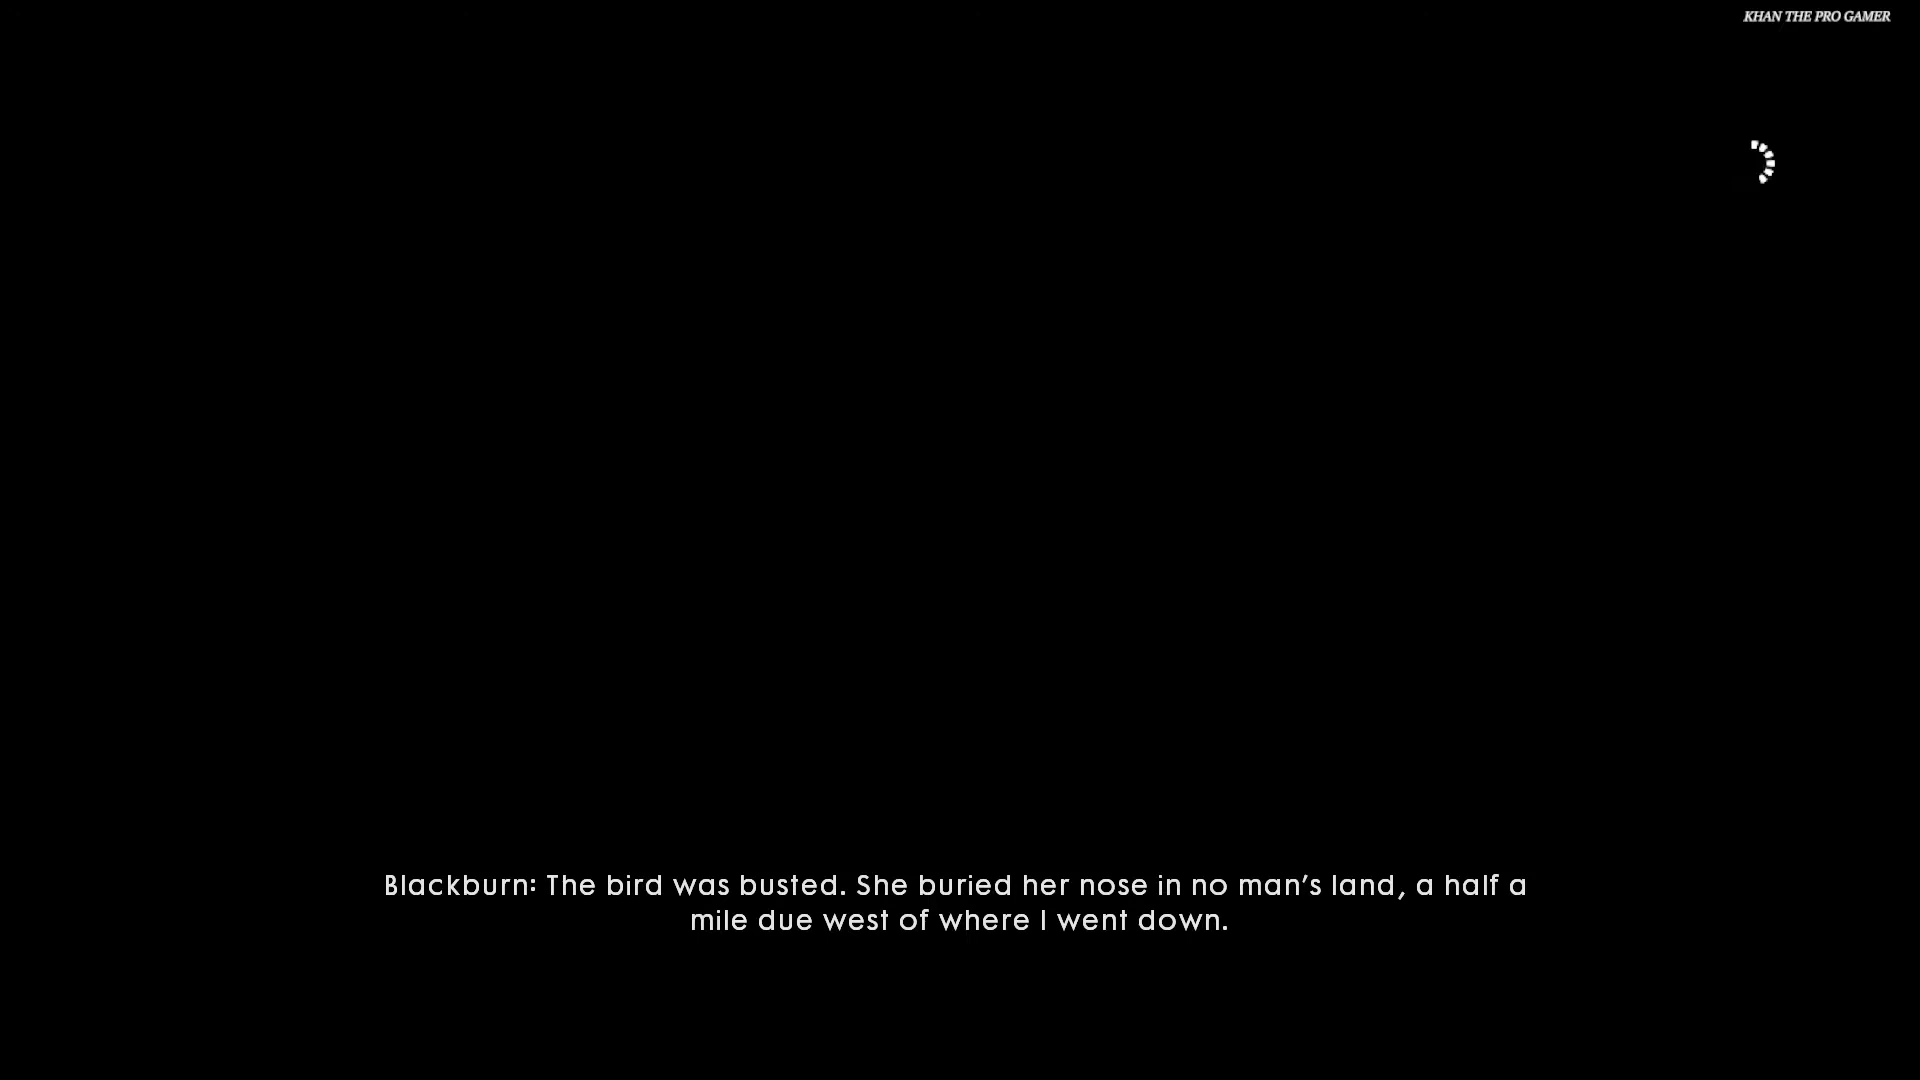 KHAN THE PRO GAMER
Blackburn: The bird was busted. She buried her nose in no man’s land, a half a
mile due west of where I went down.